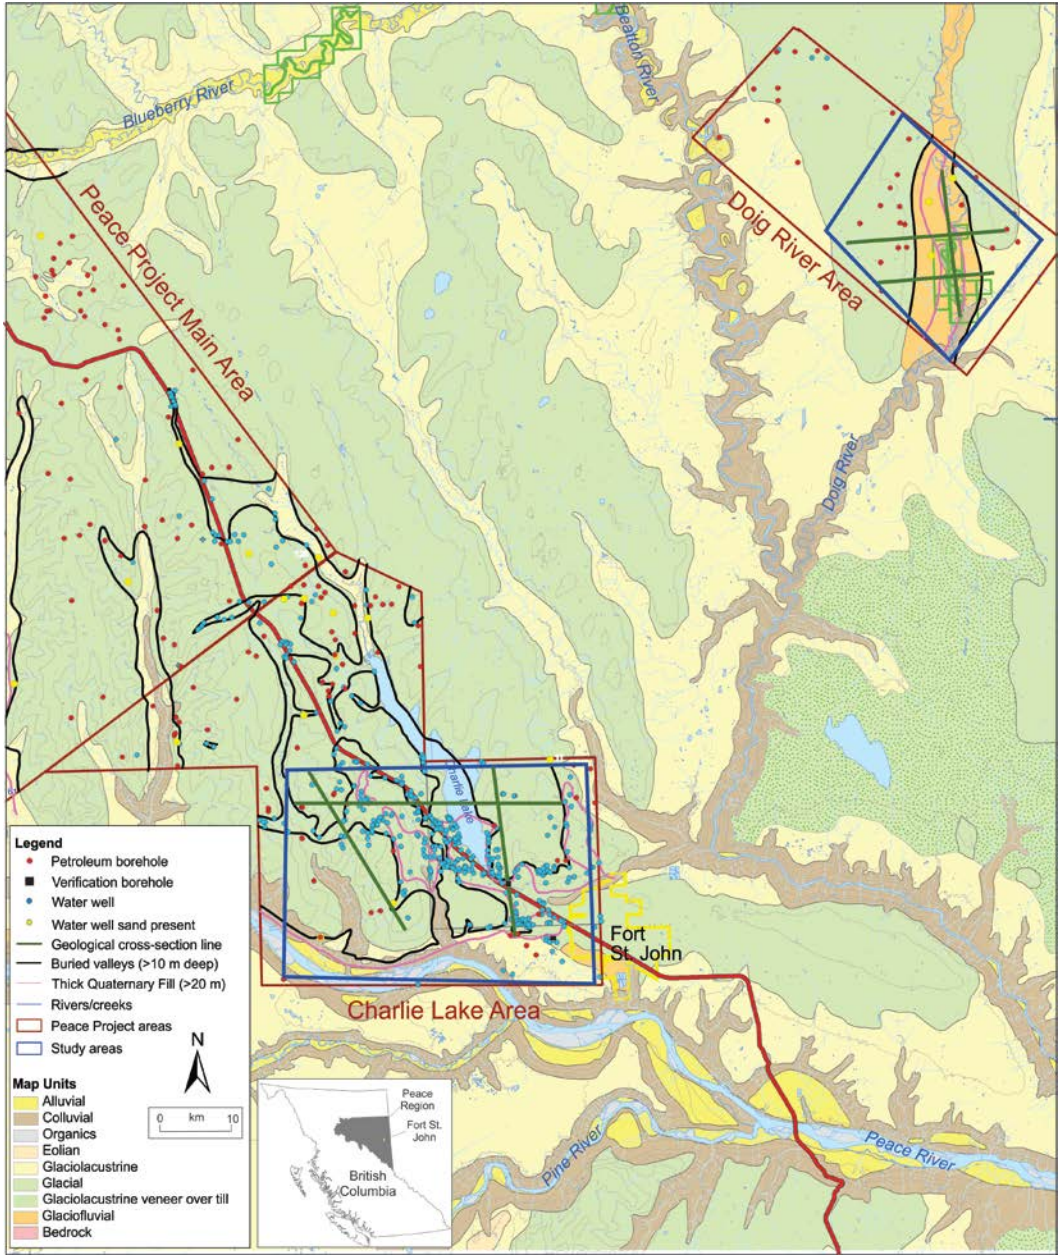 Blueberry River
Beatton River
Peace Project Main Area
Doig River Area
Doig River
Charlie Lake
Fort
St. John
Charlie Lake Area
Peace River
Pine River
Legend
Petroleum borehole
Verification borehole
Water well
Water well sand present
Geological cross-section line
Buried valleys (>10 m deep)
Thick Quaternary Fill (>20 m)
Rivers/creeks
Peace Project areas
Study areas
N
0 km 10
Map Units
Alluvial
Colluvial
Organics
Eolian
Glaciolacustrine
Glacial
Glaciolacustrine veneer over till
Glaciofluvial
Bedrock
Peace
Region
Fort St.
John
British
Columbia